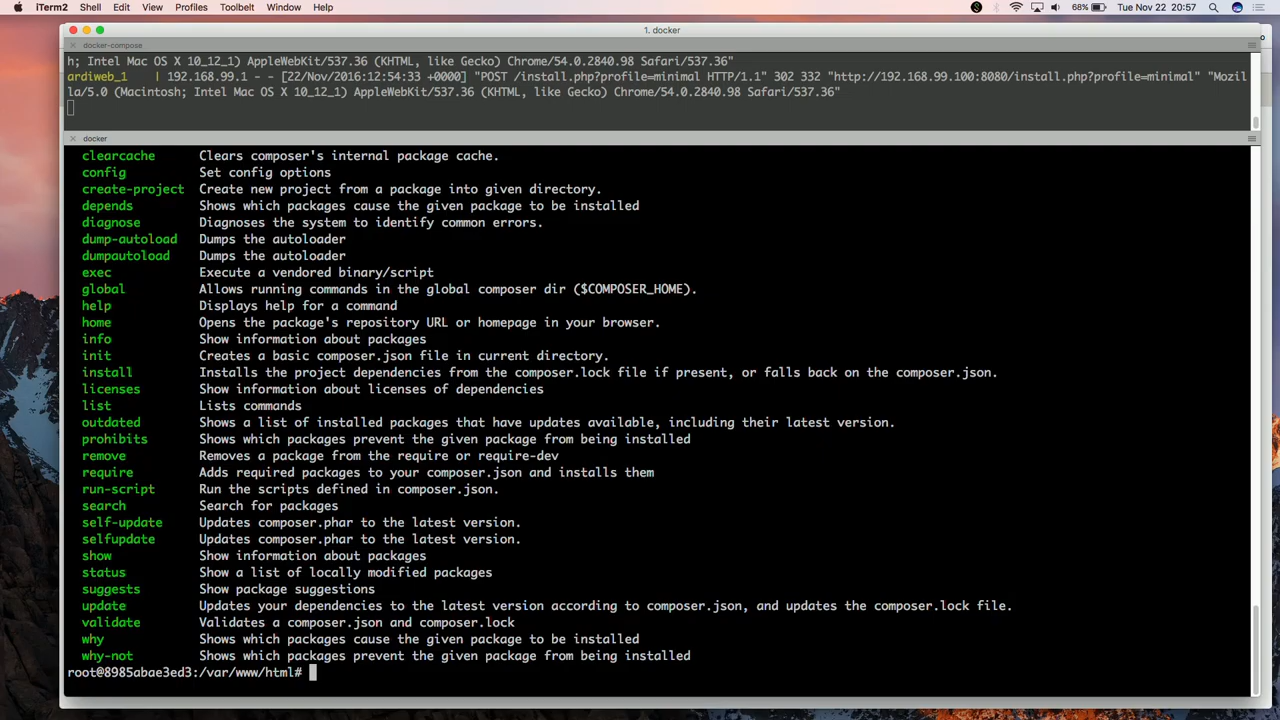 iTerm2 Shell Edit View Profiles Toolbelt Window Help 68% Tue Nov 22 20:57
1. docker
docker-compose
h; Intel Mac OS X 10_12_1) AppleWebKit/537.36 (KHTML, like Gecko) Chrome/54.0.2840.98 Safari/537.36"
ardiweb_1 | 192.168.99.1 - - [22/Nov/2016:12:54:33 +0000] "POST /install.php?profile=minimal HTTP/1.1" 302 332 "http://192.168.99.100:8080/install.php?profile=minimal" "Mozil
la/5.0 (Macintosh; Intel Mac OS X 10_12_1) AppleWebKit/537.36 (KHTML, like Gecko) Chrome/54.0.2840.98 Safari/537.36"
docker
clearcache Clears composer's internal package cache.
config Set config options
create-project Create new project from a package into given directory.
depends Shows which packages cause the given package to be installed
diagnose Diagnoses the system to identify common errors.
dump-autoload Dumps the autoloader
dumpautoload Dumps the autoloader
exec Execute a vendored binary/script
global Allows running commands in the global composer dir ($COMPOSER_HOME).
help Displays help for a command
home Opens the package's repository URL or homepage in your browser.
info Show information about packages
init Creates a basic composer.json file in current directory.
install Installs the project dependencies from the composer.lock file if present, or falls back on the composer.json.
licenses Show information about licenses of dependencies
list Lists commands
outdated Shows a list of installed packages that have updates available, including their latest version.
prohibits Shows which packages prevent the given package from being installed
remove Removes a package from the require or require-dev
require Adds required packages to your composer.json and installs them
run-script Run the scripts defined in composer.json.
search Search for packages
self-update Updates composer.phar to the latest version.
selfupdate Updates composer.phar to the latest version.
show Show information about packages
status Show a list of locally modified packages
suggests Show package suggestions
update Updates your dependencies to the latest version according to composer.json, and updates the composer.lock file.
validate Validates a composer.json and composer.lock
why Shows which packages cause the given package to be installed
why-not Shows which packages prevent the given package from being installed
root@8985abae3ed3:/var/www/html#